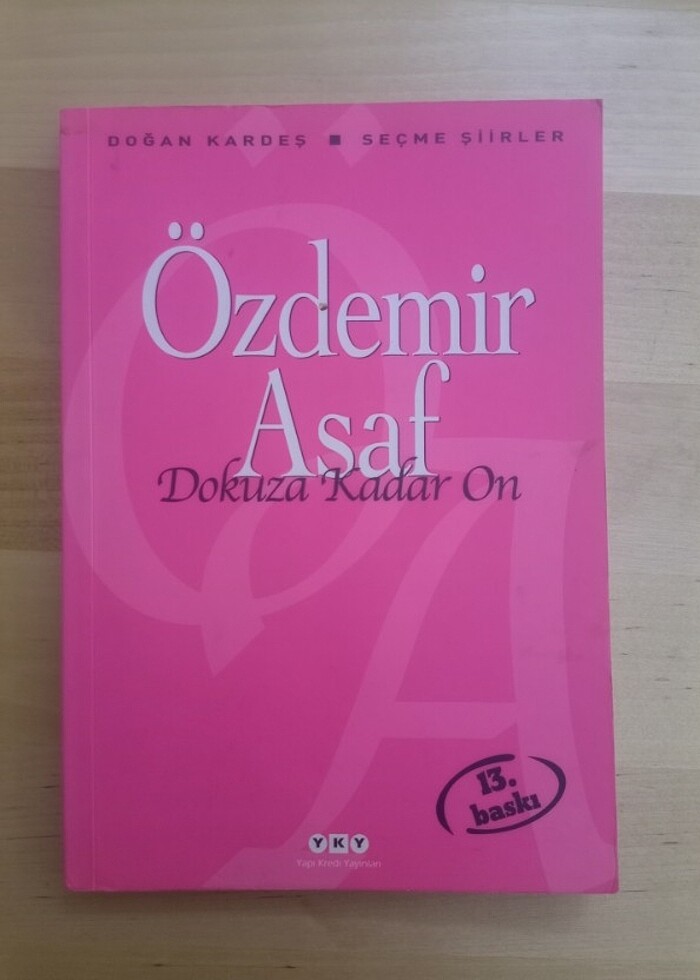 DOĞAN KARDEŞ ■ SEÇME ŞİİRLER
Özdemir
Asaf
Dokuza Kadar On
13.
baskı
YKY
Yapı Kredi Yayınları